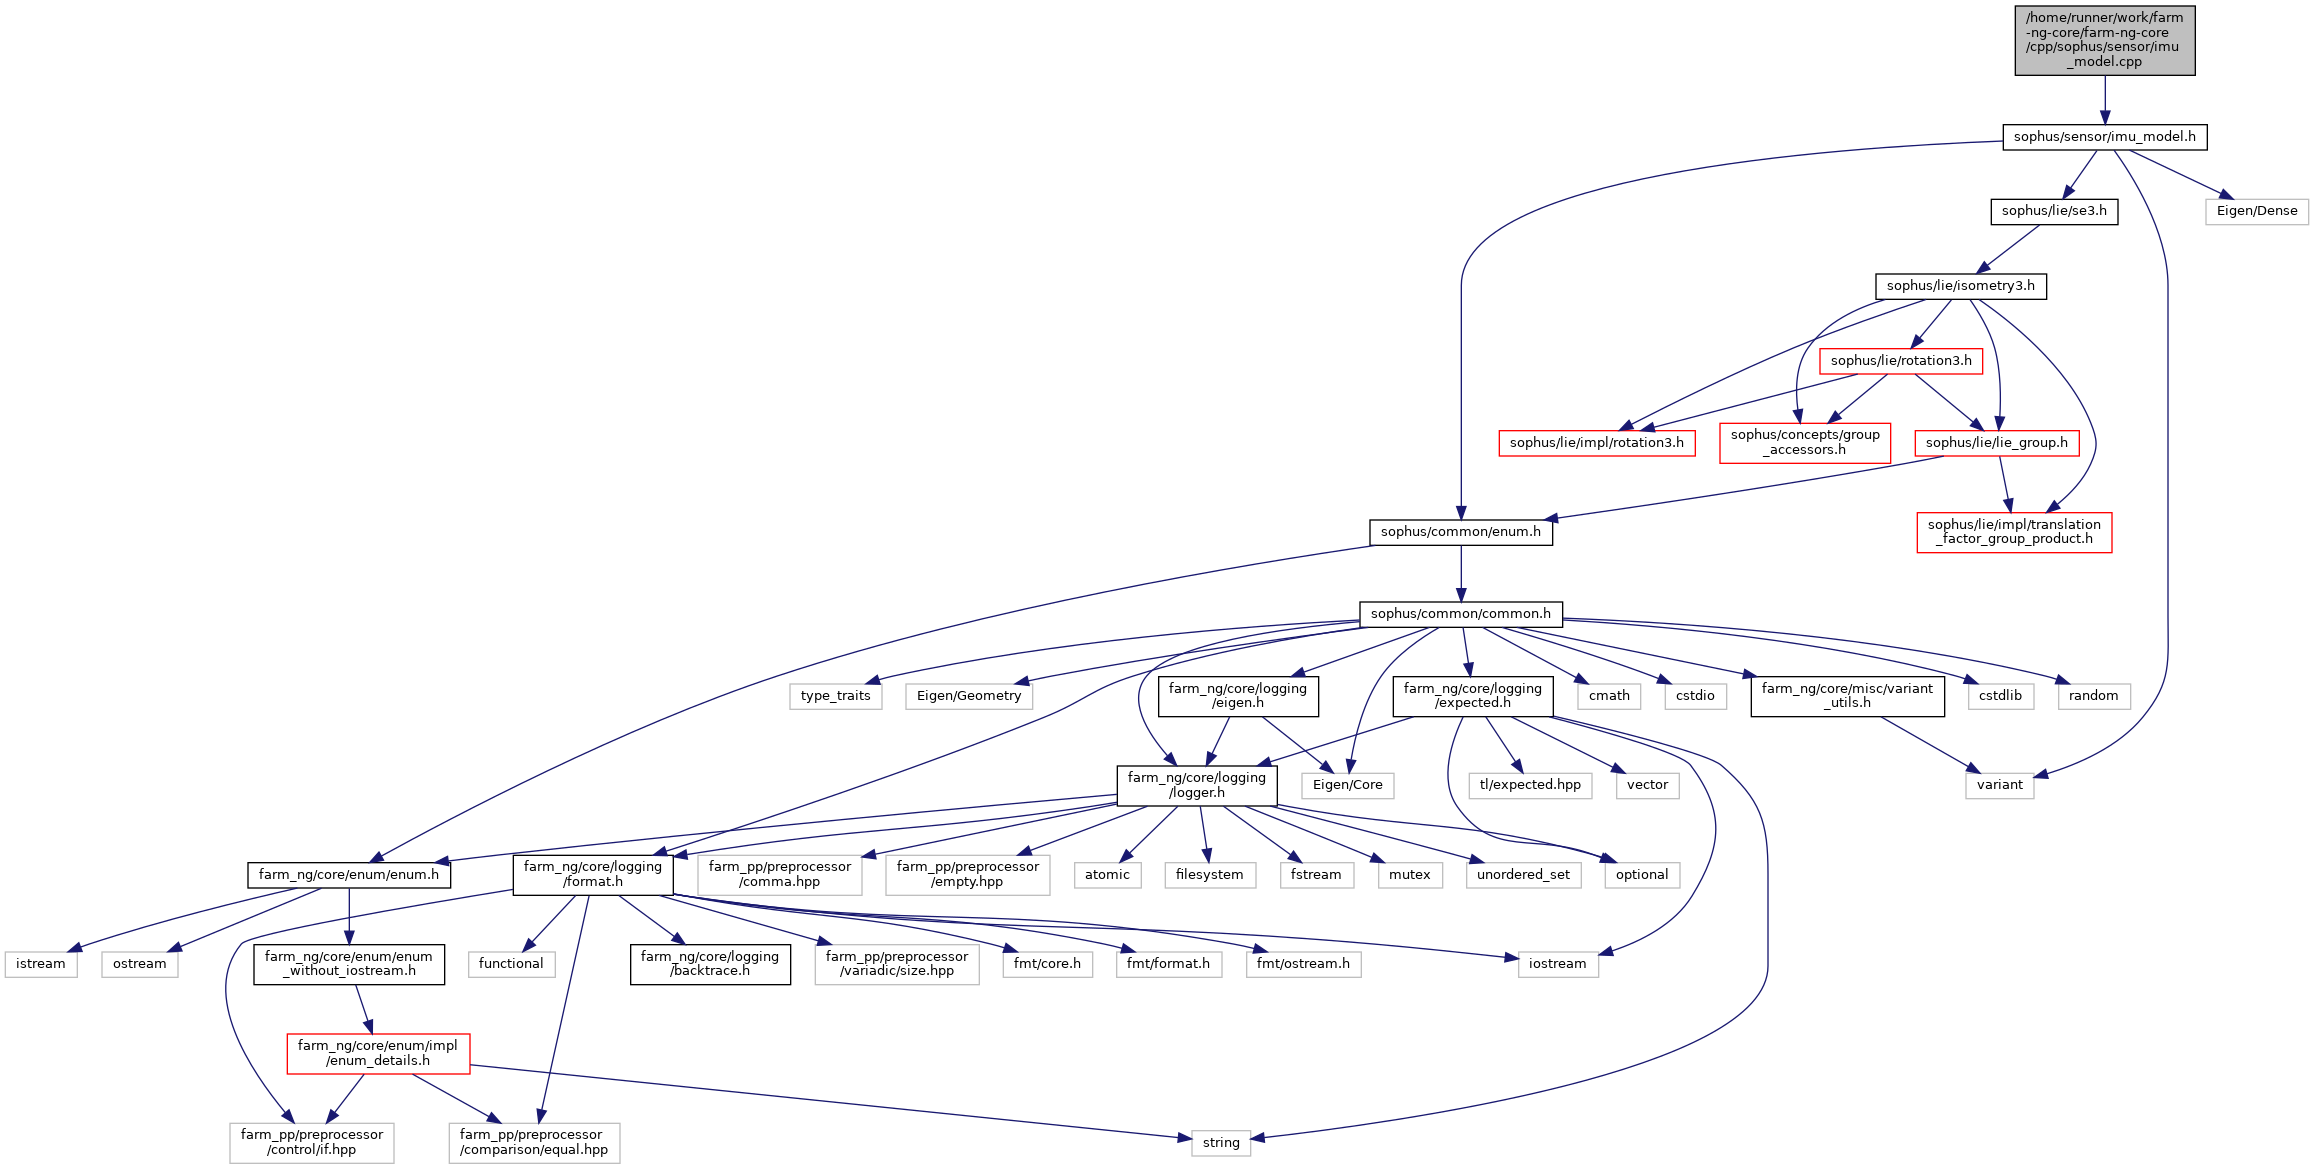 /home/runner/work/farm
-ng-core/farm-ng-core
/cpp/sophus/sensor/imu
_model.cpp
sophus/sensor/imu_model.h
sophus/lie/se3.h
Eigen/Dense
sophus/lie/isometry3.h
sophus/lie/rotation3.h
sophus/lie/impl/rotation3.h
sophus/concepts/group
_accessors.h
sophus/lie/lie_group.h
sophus/common/enum.h
sophus/lie/impl/translation
_factor_group_product.h
sophus/common/common.h
type_traits
Eigen/Geometry
farm_ng/core/logging
/eigen.h
farm_ng/core/logging
/expected.h
cmath
cstdio
farm_ng/core/misc/variant
_utils.h
cstdlib
random
farm_ng/core/logging
/logger.h
Eigen/Core
tl/expected.hpp
vector
variant
farm_ng/core/enum/enum.h
farm_ng/core/logging
/format.h
farm_pp/preprocessor
/comma.hpp
farm_pp/preprocessor
/empty.hpp
atomic
filesystem
fstream
mutex
unordered_set
optional
istream
ostream
farm_ng/core/enum/enum
_without_iostream.h
functional
farm_ng/core/logging
/backtrace.h
farm_pp/preprocessor
/variadic/size.hpp
fmt/core.h
fmt/format.h
fmt/ostream.h
iostream
farm_ng/core/enum/impl
/enum_details.h
farm_pp/preprocessor
/control/if.hpp
farm_pp/preprocessor
/comparison/equal.hpp
string